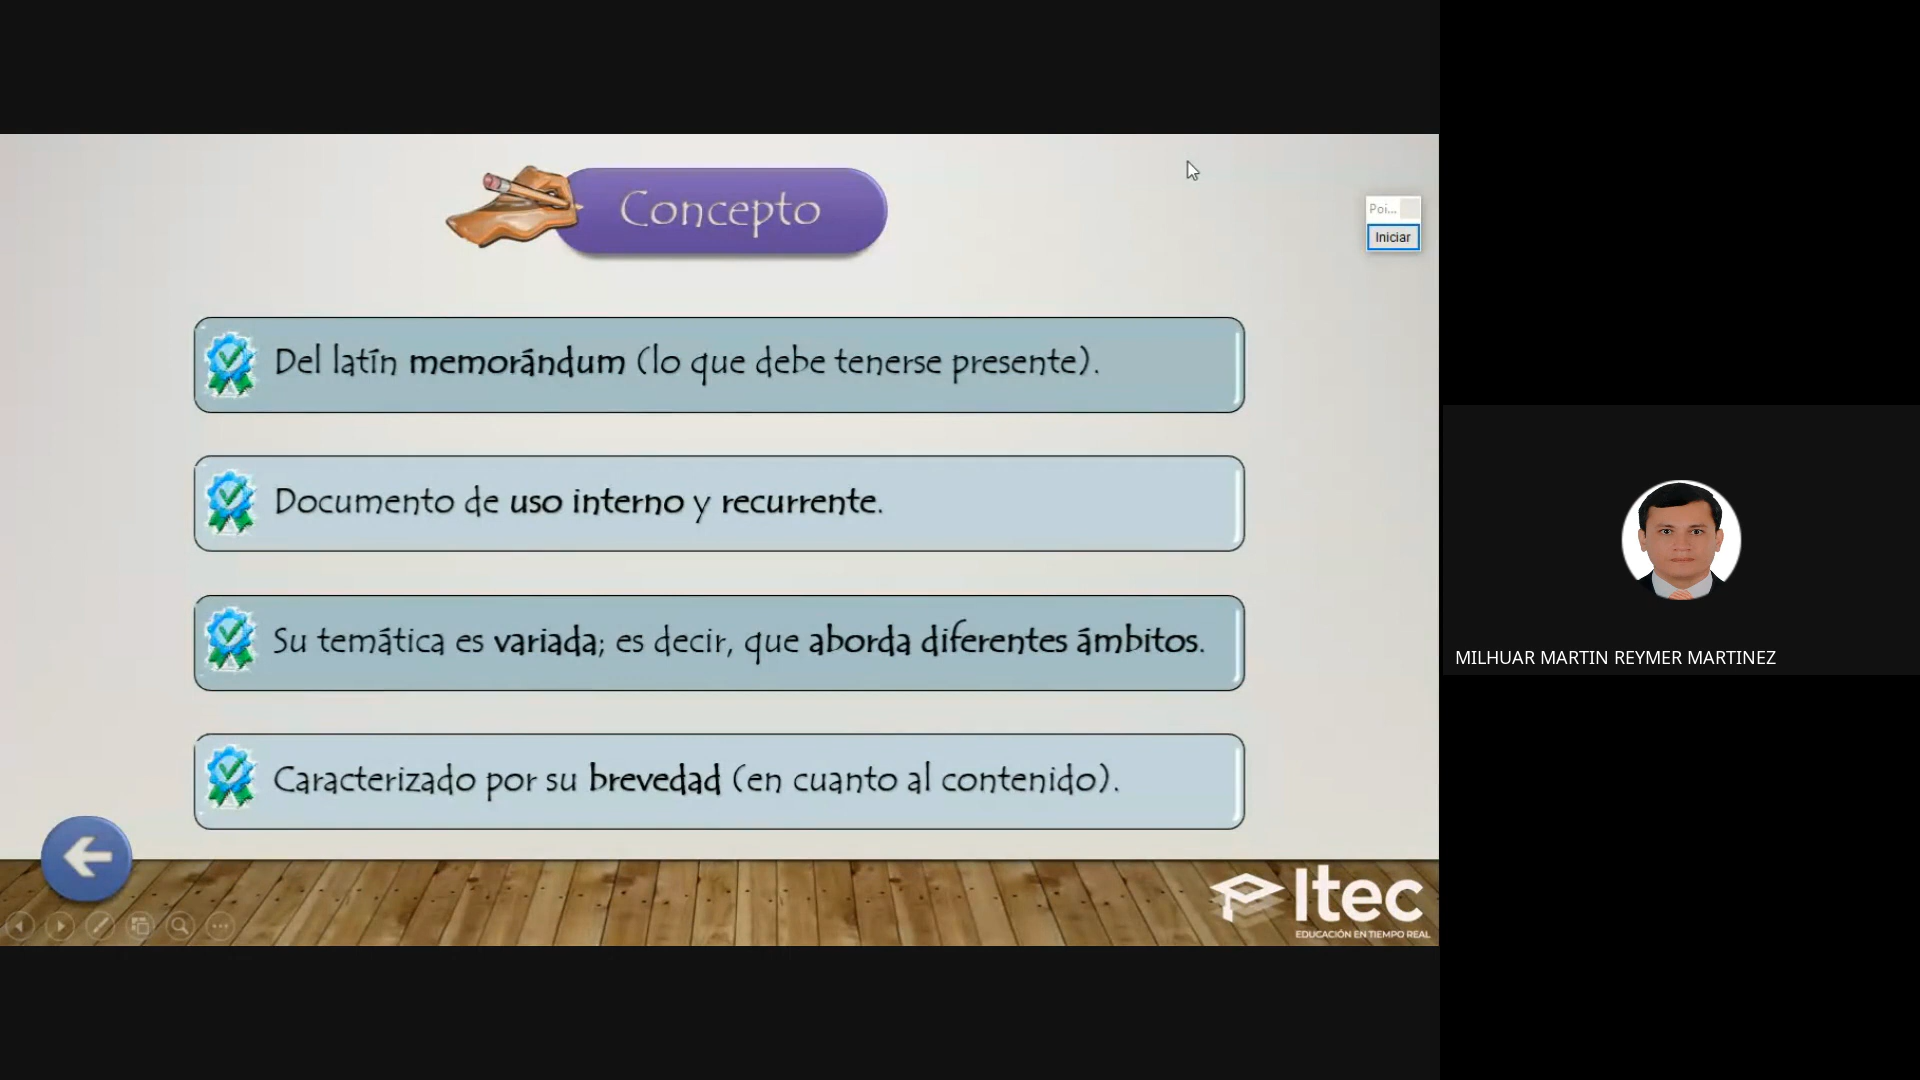 Concepto
Poi...
Iniciar
Del latín memorándum (lo que debe tenerse presente).
Documento de uso interno y recurrente.
Su temática es variada; es decir, que aborda diferentes ámbitos.
Caracterizado por su brevedad (en cuanto al contenido).
Itec
EDUCACIÓN EN TIEMPO REAL
MILHUAR MARTIN REYMER MARTINEZ